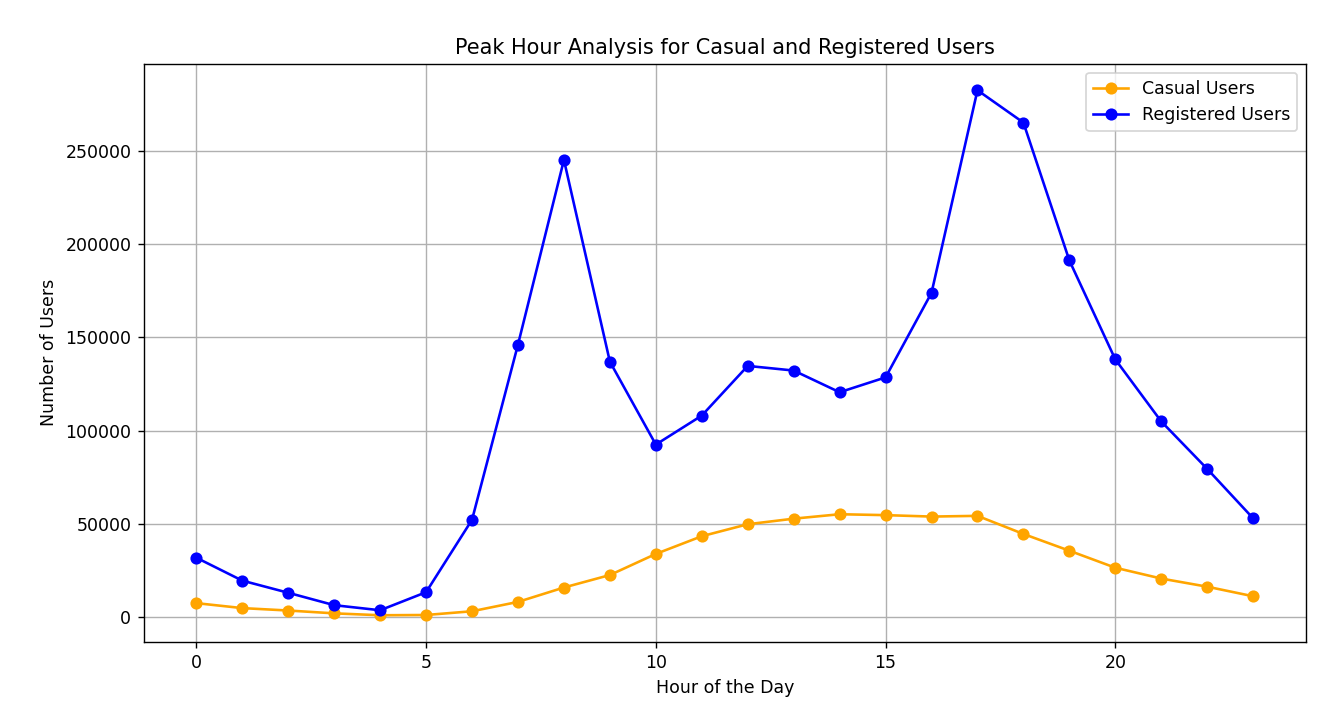 Peak Hour Analysis for Casual and Registered Users
Casual Users
Registered Users
250000
200000
150000
100000
50000
0
Number of Users
0 5 10 15 20
Hour of the Day